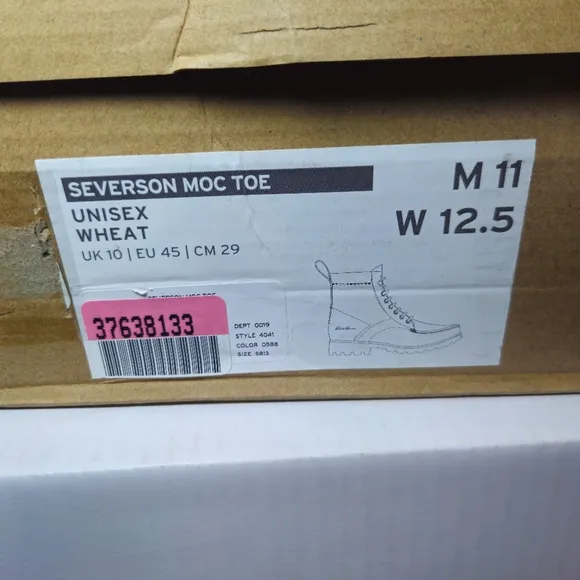 SEVERSON MOC TOE
UNISEX
WHEAT
UK 10 | EU 45 | CM 29
M 11
W 12.5
37638133
DEPT 0019
STYLE 4041
COLOR 0588
SIZE 5813